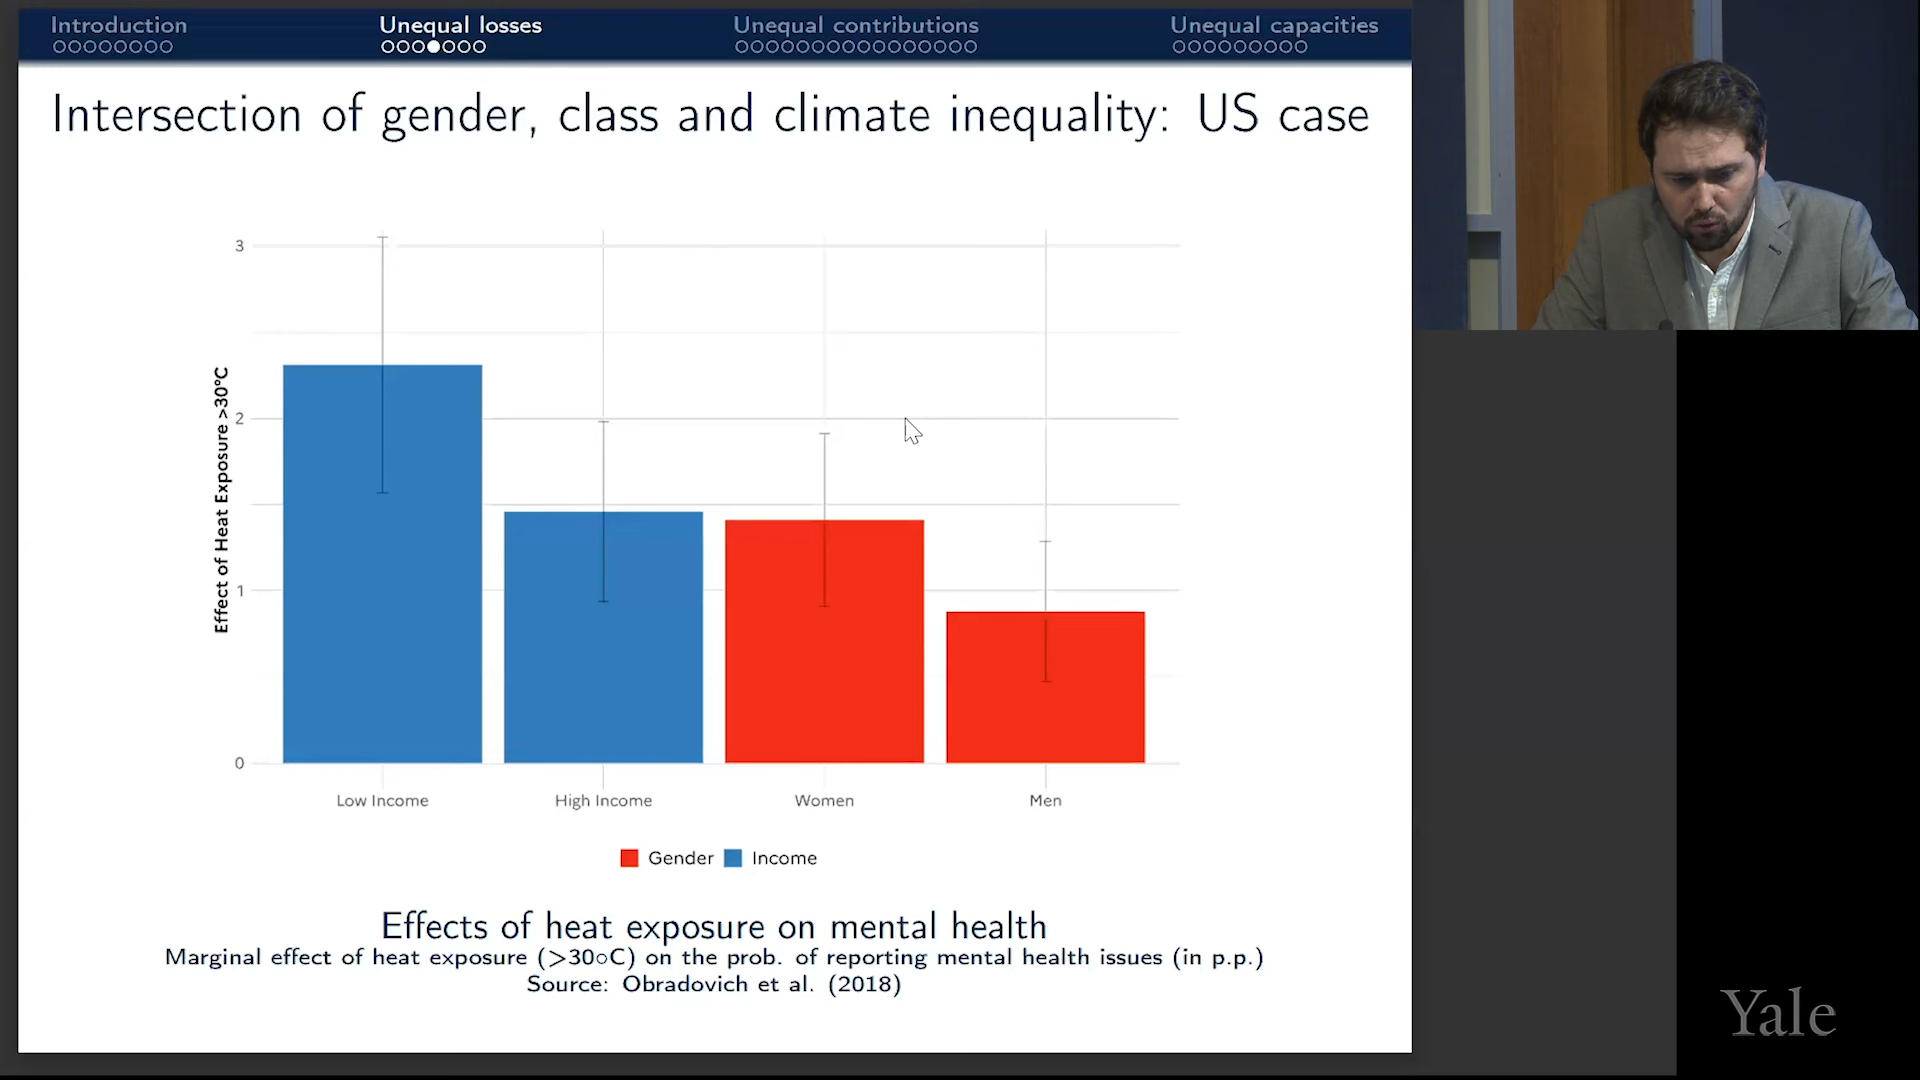 Introduction
Unequal losses
Unequal contributions
Unequal capacities
Intersection of gender, class and climate inequality: US case
Effect of Heat Exposure >30°C
3
2
1
0
Low Income
High Income
Women
Men
Gender
Income
Effects of heat exposure on mental health
Marginal effect of heat exposure (>30○C) on the prob. of reporting mental health issues (in p.p.)
Source: Obradovich et al. (2018)
Yale